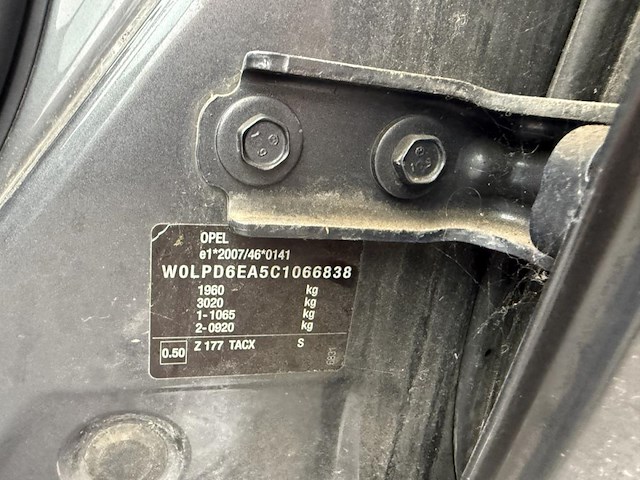 OPEL
e1*2007/46*0141
W0LPD6EA5C1066838
1960 kg
3020 kg
1-1065 kg
2-0920 kg
0.50 Z 177 TACX S
6831